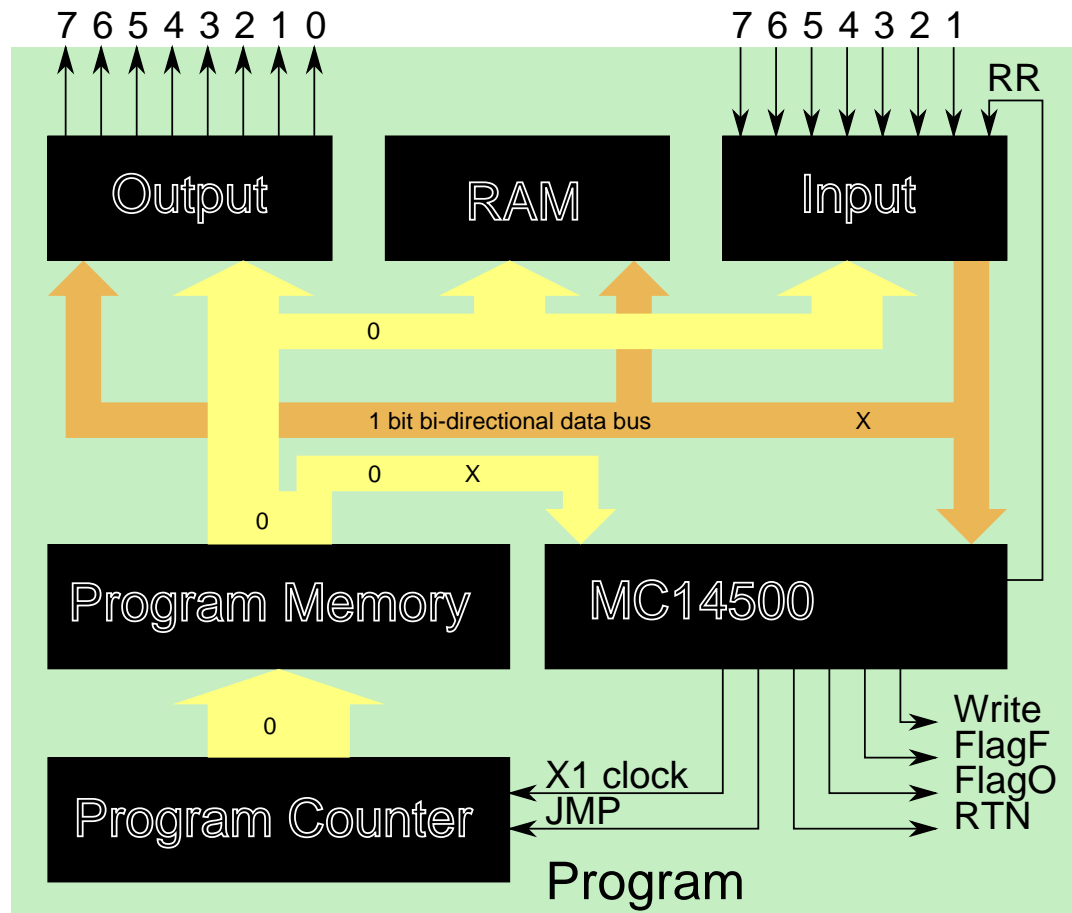 7 6 5 4 3 2 1 0
7 6 5 4 3 2 1
RR
Output
RAM
Input
0
1 bit bi-directional data bus
X
0
X
0
Program Memory
MC14500
0
Write
FlagF
X1 clock
FlagO
JMP
RTN
Program Counter
Program